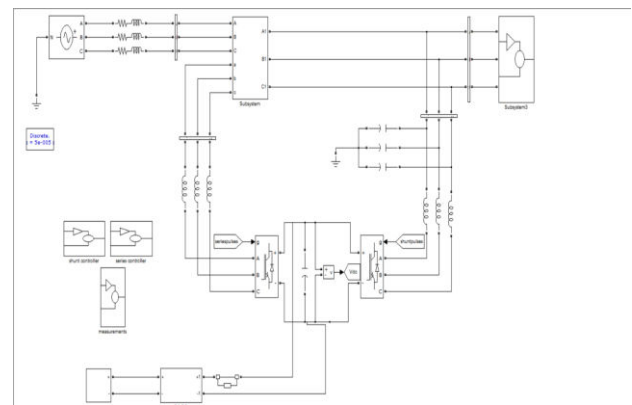 A
B
C
N
A
B
C
A
B
C
A1
B1
C1
Subsystem
Subsystem3
Discrete,
s = 5e-005 s
seriespulses
shuntpulses
g
A
B
C
+
-
Vdc
g
A
B
C
+
-
+
-
v
shunt controller
series controller
measurements
+
-
+
-